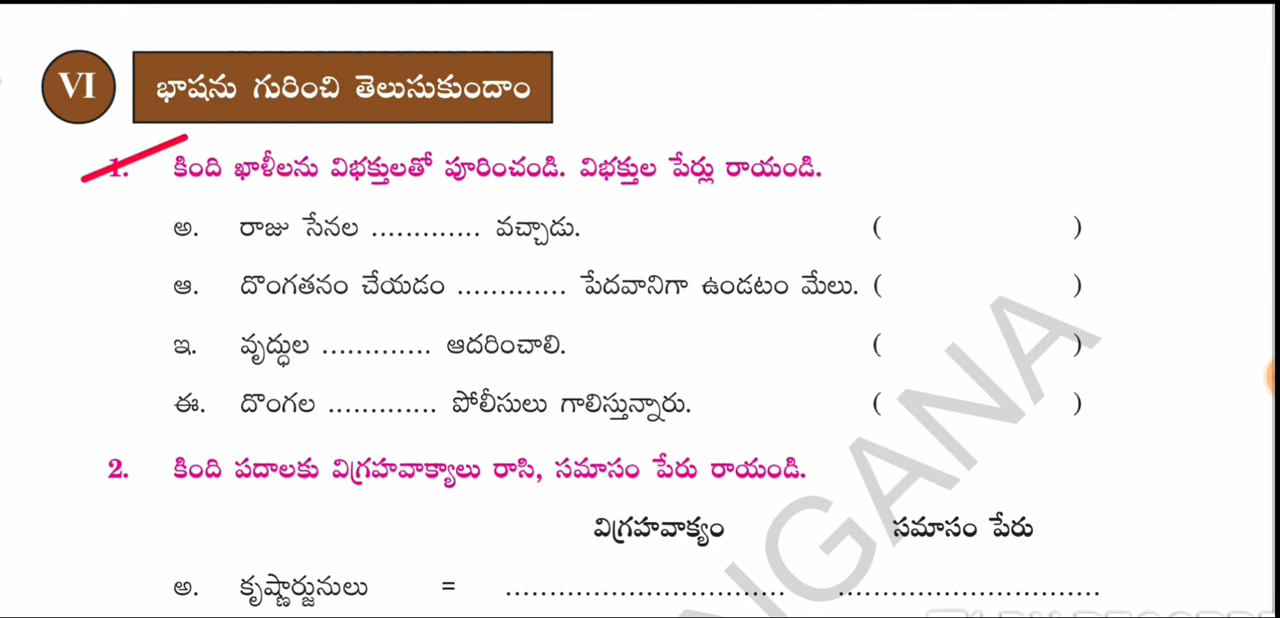 VI భాషను గురించి తెలుసుకుందాం
1. కింది ఖాళీలను విభక్తులతో పూరించండి. విభక్తుల పేర్లు రాయండి.
అ. రాజు సేనల ............. వచ్చాడు. ( )
ఆ. దొంగతనం చేయడం ............. పేదవానిగా ఉండటం మేలు. ( )
ఇ. వృద్ధుల ............. ఆదరించాలి. ( )
ఈ. దొంగల ............. పోలీసులు గాలిస్తున్నారు. ( )
2. కింది పదాలకు విగ్రహవాక్యాలు రాసి, సమాసం పేరు రాయండి.
విగ్రహవాక్యం సమాసం పేరు
అ. కృష్ణార్జునులు = ................................ ..............................
NGANA